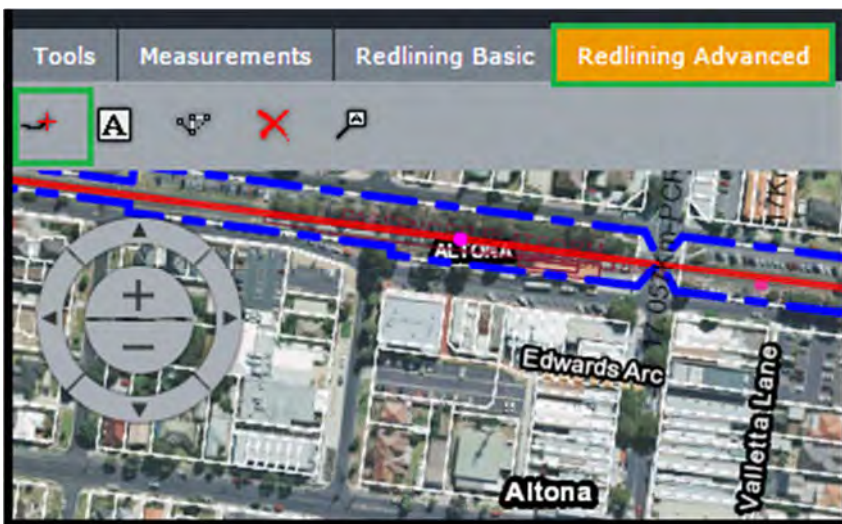 Tools Measurements Redlining Basic Redlining Advanced
A
A
ALTONA
Edwards Arc
Valletta Lane
Altona